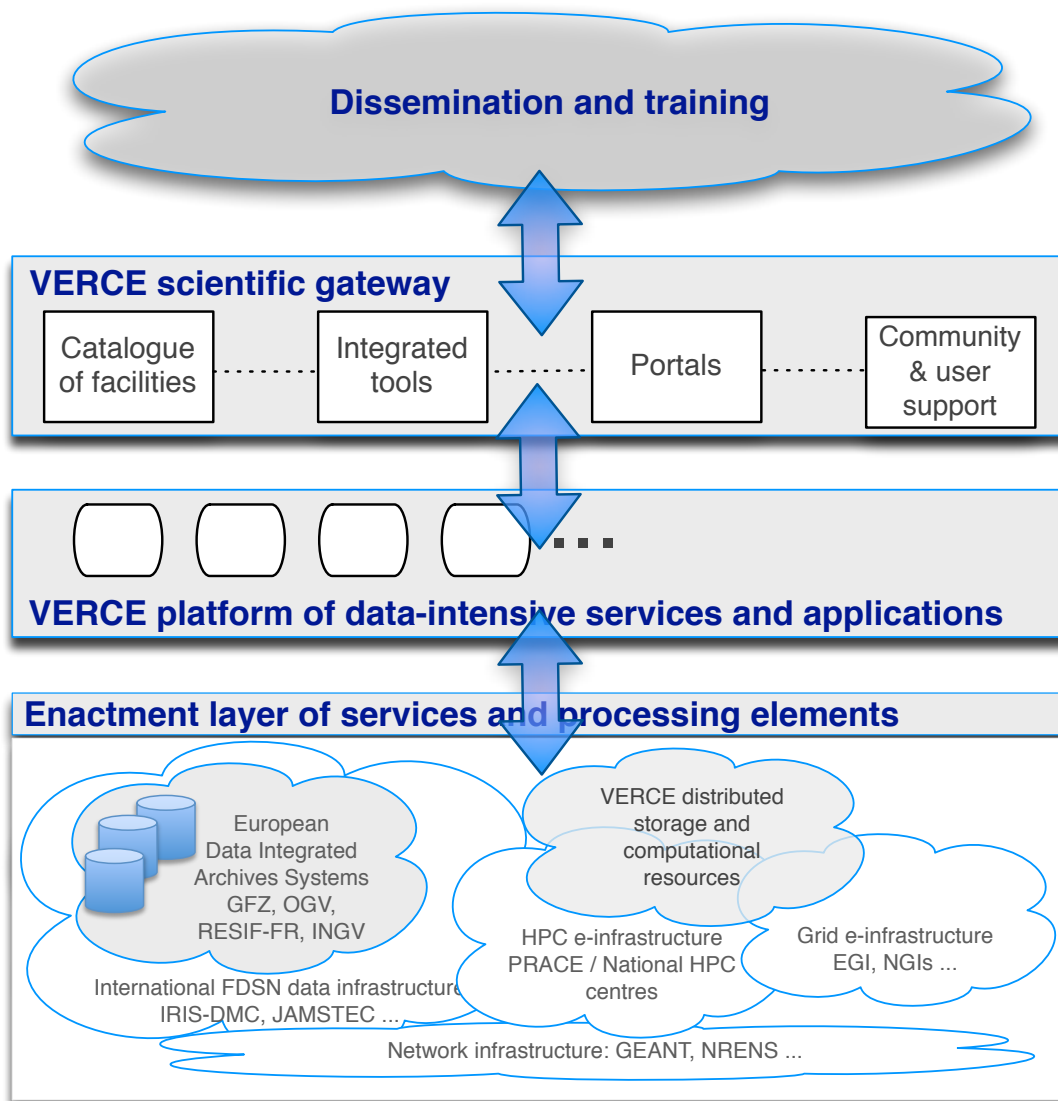 Dissemination and training
VERCE scientific gateway
Catalogue
of facilities
Integrated
tools
Portals
Community
& user
support
VERCE platform of data-intensive services and applications
Enactment layer of services and processing elements
European
Data Integrated
Archives Systems
GFZ, OGV,
RESIF-FR, INGV
International FDSN data infrastructure
IRIS-DMC, JAMSTEC ...
VERCE distributed
storage and
computational
resources
HPC e-infrastructure
PRACE / National HPC
centres
Grid e-infrastructure
EGI, NGIs ...
Network infrastructure: GEANT, NRENS ...